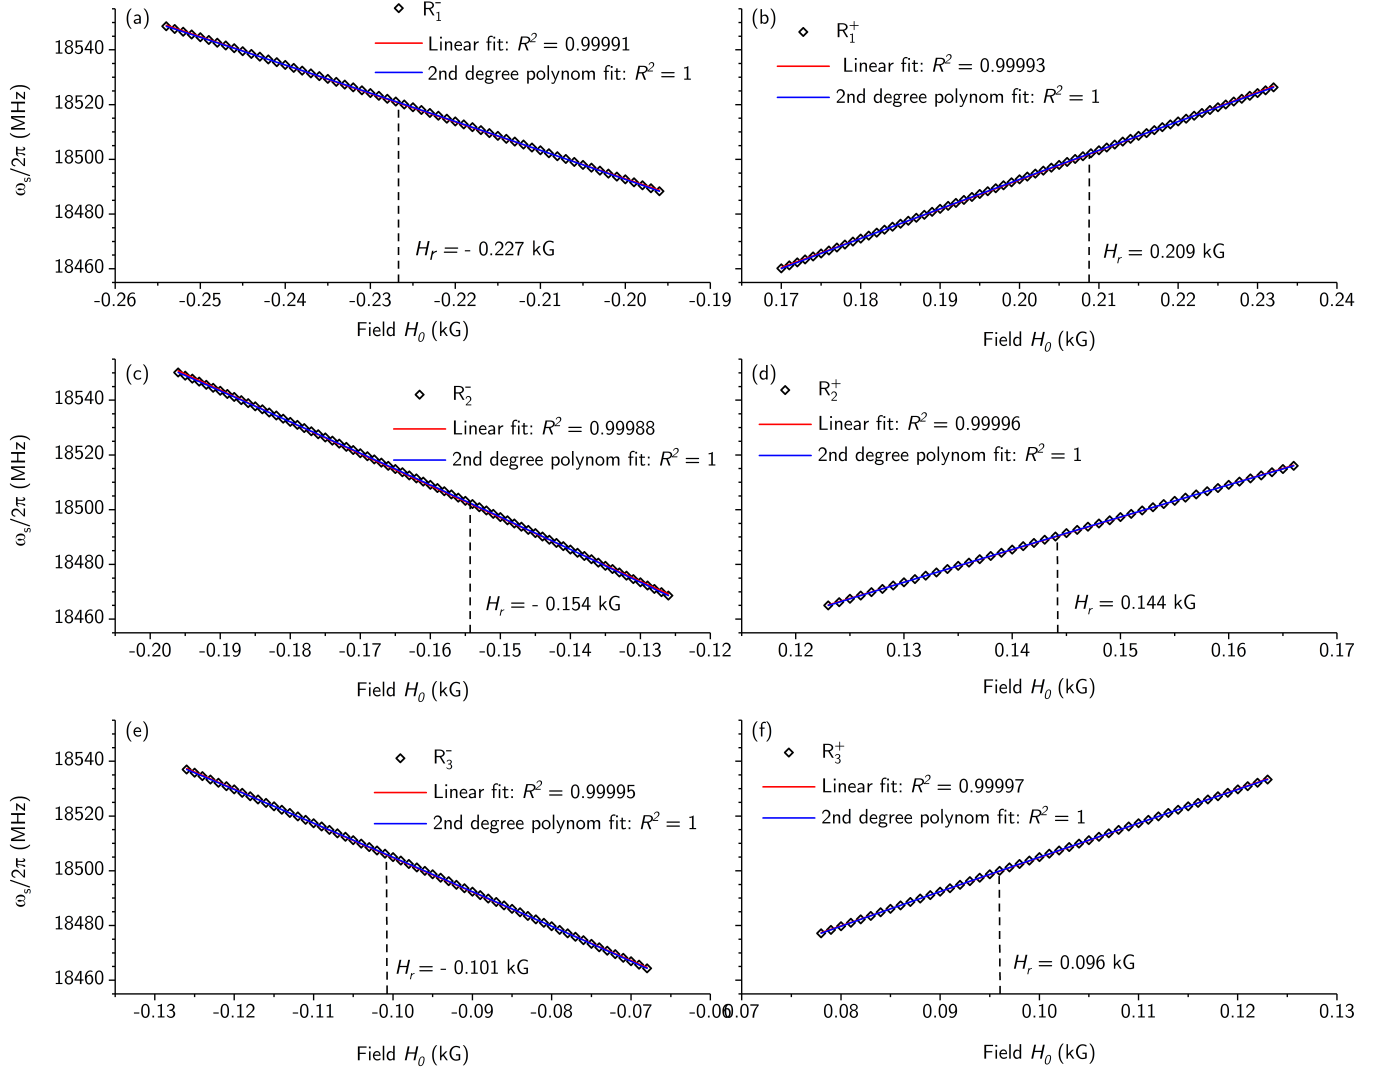 (a)
R₁⁻
Linear fit: R² = 0.99991
2nd degree polynom fit: R² = 1
ωₛ/2π (MHz)
18540
18520
18500
18480
18460
Hᵣ = - 0.227 kG
-0.26 -0.25 -0.24 -0.23 -0.22 -0.21 -0.20 -0.19
Field H₀ (kG)
(b)
R₁⁺
Linear fit: R² = 0.99993
2nd degree polynom fit: R² = 1
Hᵣ = 0.209 kG
0.17 0.18 0.19 0.20 0.21 0.22 0.23 0.24
Field H₀ (kG)
(c)
R₂⁻
Linear fit: R² = 0.99988
2nd degree polynom fit: R² = 1
ωₛ/2π (MHz)
18540
18520
18500
18480
18460
Hᵣ = - 0.154 kG
-0.20 -0.19 -0.18 -0.17 -0.16 -0.15 -0.14 -0.13 -0.12
Field H₀ (kG)
(d)
R₂⁺
Linear fit: R² = 0.99996
2nd degree polynom fit: R² = 1
Hᵣ = 0.144 kG
0.12 0.13 0.14 0.15 0.16 0.17
Field H₀ (kG)
(e)
R₃⁻
Linear fit: R² = 0.99995
2nd degree polynom fit: R² = 1
ωₛ/2π (MHz)
18540
18520
18500
18480
18460
Hᵣ = - 0.101 kG
-0.13 -0.12 -0.11 -0.10 -0.09 -0.08 -0.07 -0.06
Field H₀ (kG)
(f)
R₃⁺
Linear fit: R² = 0.99997
2nd degree polynom fit: R² = 1
Hᵣ = 0.096 kG
0.07 0.08 0.09 0.10 0.11 0.12 0.13
Field H₀ (kG)